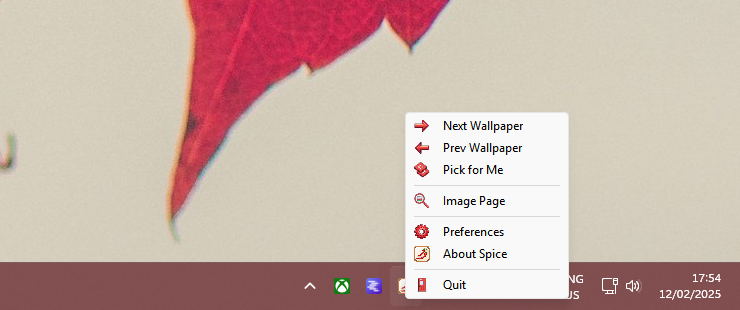 Next Wallpaper
Prev Wallpaper
Pick for Me
Image Page
Preferences
About Spice
Quit
NG
US
17:54
12/02/2025